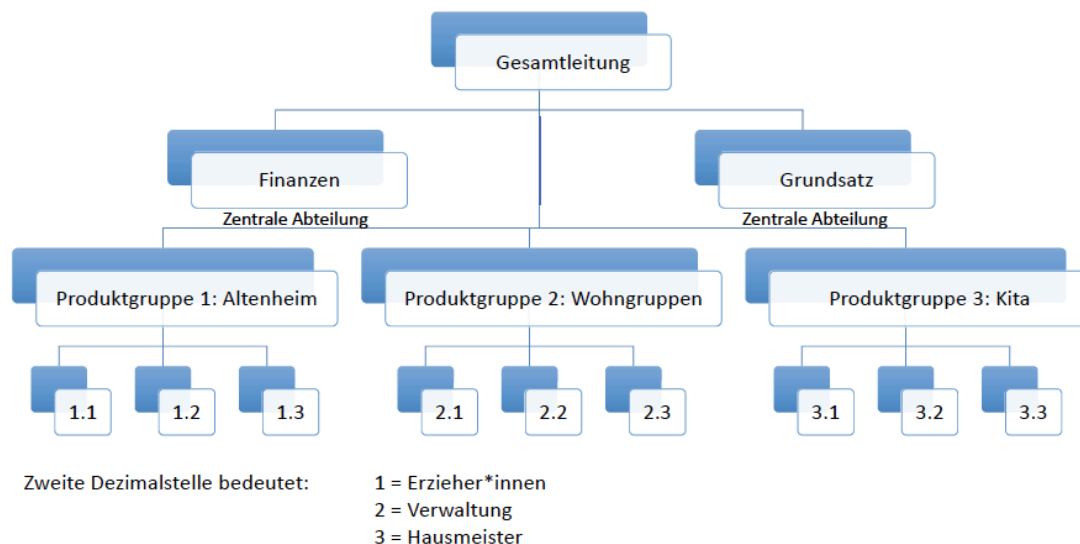 Gesamtleitung
Finanzen
Grundsatz
Zentrale Abteilung
Zentrale Abteilung
Produktgruppe 1: Altenheim
Produktgruppe 2: Wohngruppen
Produktgruppe 3: Kita
1.1
1.2
1.3
2.1
2.2
2.3
3.1
3.2
3.3
Zweite Dezimalstelle bedeutet: 1 = Erzieher*innen
2 = Verwaltung
3 = Hausmeister